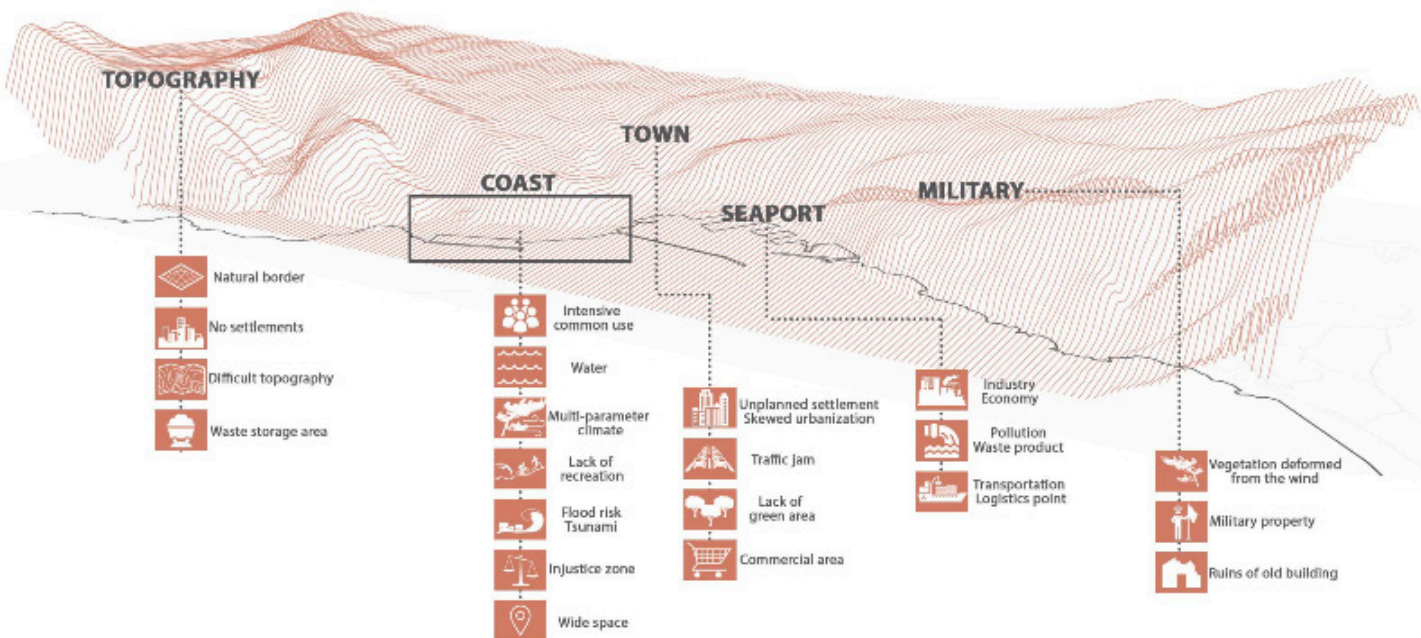 TOPOGRAPHY
TOWN
COAST
MILITARY
SEAPORT
Natural border
No settlements
Difficult topography
Waste storage area
Intensive
common use
Water
Multi-parameter
climate
Lack of
recreation
Flood risk
Tsunami
Injustice zone
Wide space
Unplanned settlement
Skewed urbanization
Traffic jam
Lack of
green area
Commercial area
Industry
Economy
Pollution
Waste product
Transportation
Logistics point
Vegetation deformed
from the wind
Military property
Ruins of old building